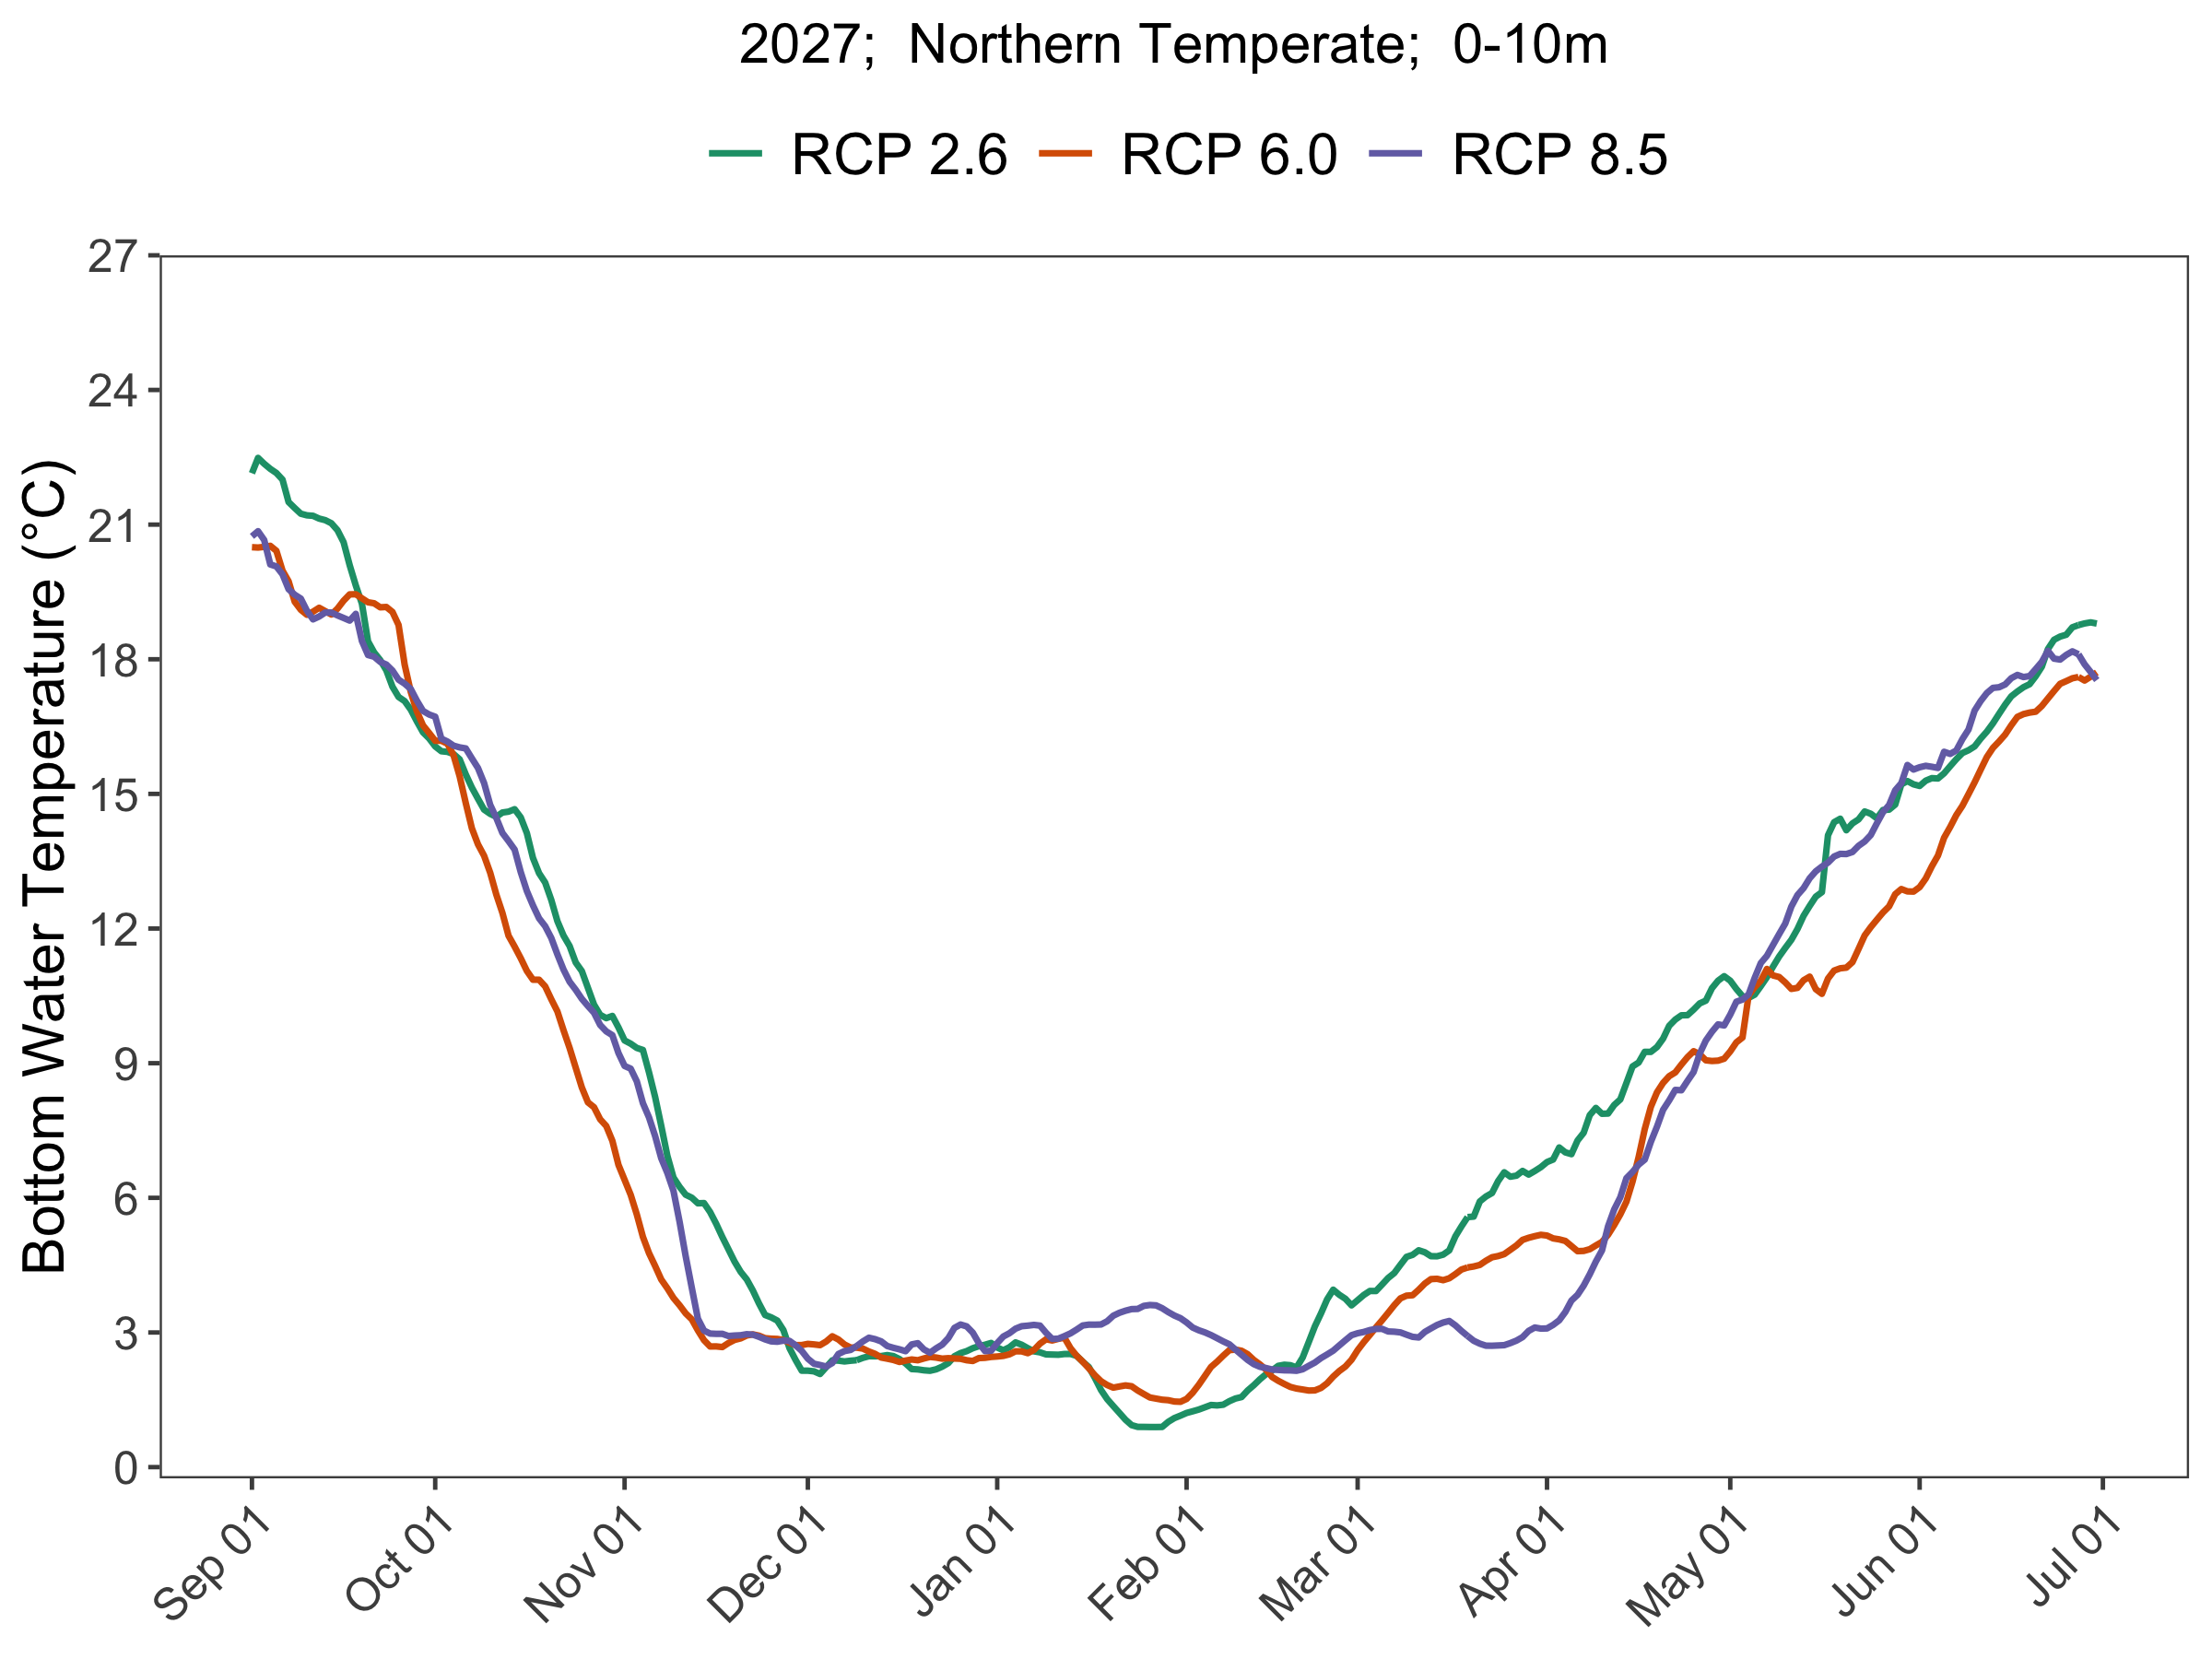 2027;  Northern Temperate;  0-10m
RCP 2.6 RCP 6.0 RCP 8.5
Bottom Water Temperature (°C)
27
24
21
18
15
12
9
6
3
0
Sep 01 Oct 01 Nov 01 Dec 01 Jan 01 Feb 01 Mar 01 Apr 01 May 01 Jun 01 Jul 01